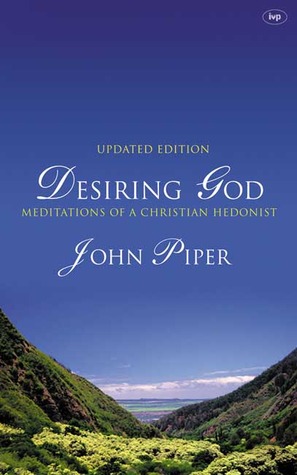 ivp
UPDATED EDITION
DESIRING GOD
MEDITATIONS OF A CHRISTIAN HEDONIST
JOHN PIPER